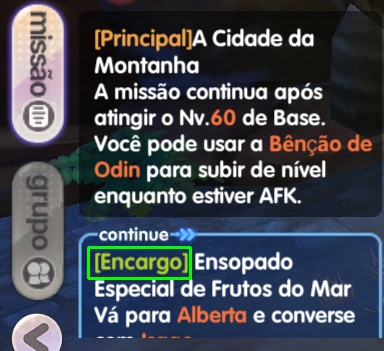 missão
grupo
[Principal]A Cidade da
Montanha
A missão continua após
atingir o Nv.60 de Base.
Você pode usar a Bênção de
Odin para subir de nível
enquanto estiver AFK.
continue
[Encargo] Ensopado
Especial de Frutos do Mar
Vá para Alberta e converse